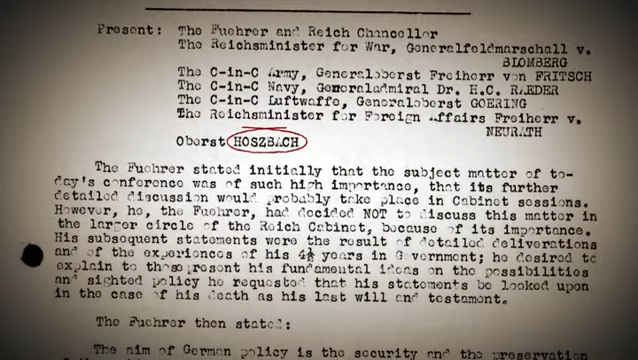 Present: The Fuehrer and Reich Chancellor
The Reichsminister for War, Generalfeldmarschall v.
BLOMBERG
The C-in-C Army, Generaloberst Freiherr von FRITSCH
The C-in-C Navy, Generaladmiral Dr. H.C. RAEDER
The C-in-C Luftwaffe, Generaloberst GOERING
The Reichsminister for Foreign Affairs Freiherr v.
NEURATH
Oberst HOSZBACH
The Fuehrer stated initially that the subject matter of to-
day's conference was of such high importance, that its further
detailed discussion would probably take place in Cabinet sessions.
However, he, the Fuehrer, had decided NOT to discuss this matter in
the larger circle of the Reich Cabinet, because of its importance.
His subsequent statements were the result of detailed deliverations
and of the experiences of his 4½ years in Government; he desired to
explain to those present his fundamental ideas on the possibilities
and sighted policy he requested that his statements be looked upon
in the case of his death as his last will and testament.
The Fuehrer then stated:
The aim of German policy is the security and the preservation